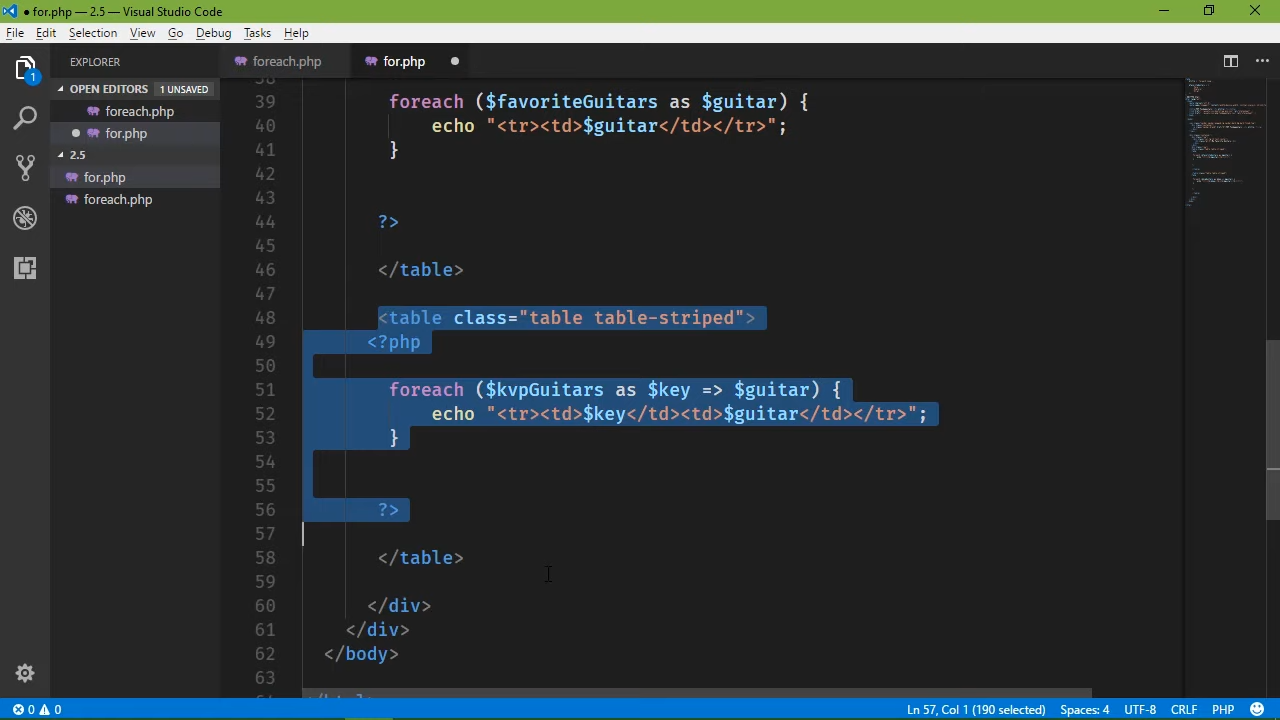 ● for.php — 2.5 — Visual Studio Code
File Edit Selection View Go Debug Tasks Help
EXPLORER
foreach.php for.php
OPEN EDITORS 1 UNSAVED
foreach.php
for.php
2.5
for.php
foreach.php
1
38
39 foreach ($favoriteGuitars as $guitar) {
40 echo "<tr><td>$guitar</td></tr>";
41 }
42
43
44 ?>
45
46 </table>
47
48 <table class="table table-striped">
49 <?php
50
51 foreach ($kvpGuitars as $key => $guitar) {
52 echo "<tr><td>$key</td><td>$guitar</td></tr>";
53 }
54
55
56 ?>
57
58 </table>
59
60 </div>
61 </div>
62 </body>
63
64 </html>
0 0 Ln 57, Col 1 (190 selected) Spaces: 4 UTF-8 CRLF PHP